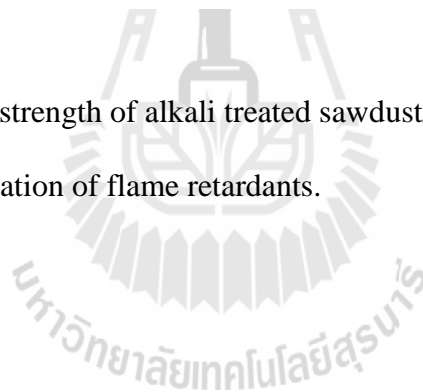 strength of alkali treated sawdust
ation of flame retardants.
มหาวิทยาลัยเทคโนโลยีสุรนารี